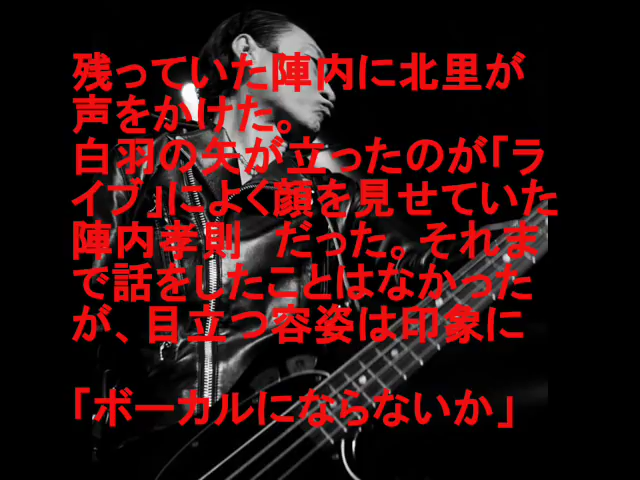 残っていた陣内に北里が
声をかけた。
白羽の矢が立ったのが「ラ
イブ」によく顔を見せていた
陣内孝則　だった。それま
で話をしたことはなかった
が、目立つ容姿は印象に
「ボーカルにならないか」